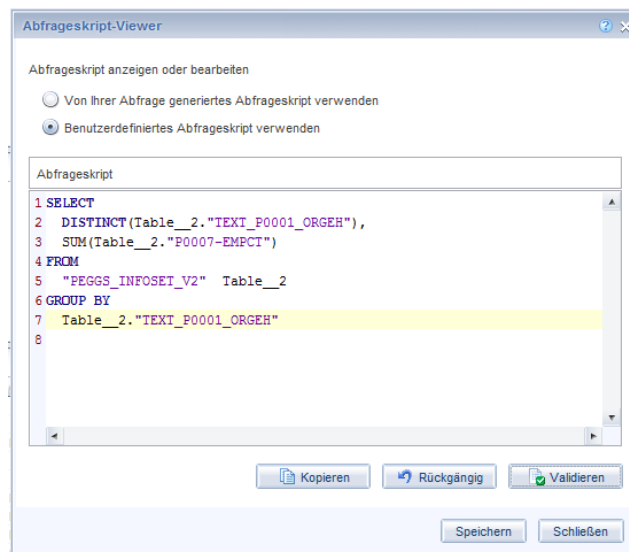 Abfrageskript-Viewer
Abfrageskript anzeigen oder bearbeiten
Von Ihrer Abfrage generiertes Abfrageskript verwenden
Benutzerdefiniertes Abfrageskript verwenden
Abfrageskript
1 SELECT
2 DISTINCT(Table__2."TEXT_P0001_ORGEH"),
3 SUM(Table__2."P0007-EMPCT")
4 FROM
5 "PEGGS_INFOSET_V2" Table__2
6 GROUP BY
7 Table__2."TEXT_P0001_ORGEH"
8
Kopieren Rückgängig Validieren
Speichern Schließen